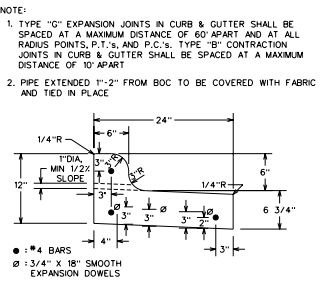 NOTE:
1. TYPE "G" EXPANSION JOINTS IN CURB & GUTTER SHALL BE
SPACED AT A MAXIMUM DISTANCE OF 60' APART AND AT ALL
RADIUS POINTS, P.T.'s, AND P.C.'s. TYPE "B" CONTRACTION
JOINTS IN CURB & GUTTER SHALL BE SPACED AT A MAXIMUM
DISTANCE OF 10' APART
2. PIPE EXTENDED 1"-2" FROM BOC TO BE COVERED WITH FABRIC
AND TIED IN PLACE
24"
6"
1/4"R
1"DIA,
MIN 1/2%
SLOPE
3"
3"R
3"R
12"
3"
1/4"R
6"
6 3/4"
Ø
3"
3"
Ø
3"
2"
Ø
4"
3"
● : #4 BARS
Ø : 3/4" X 18" SMOOTH
EXPANSION DOWELS